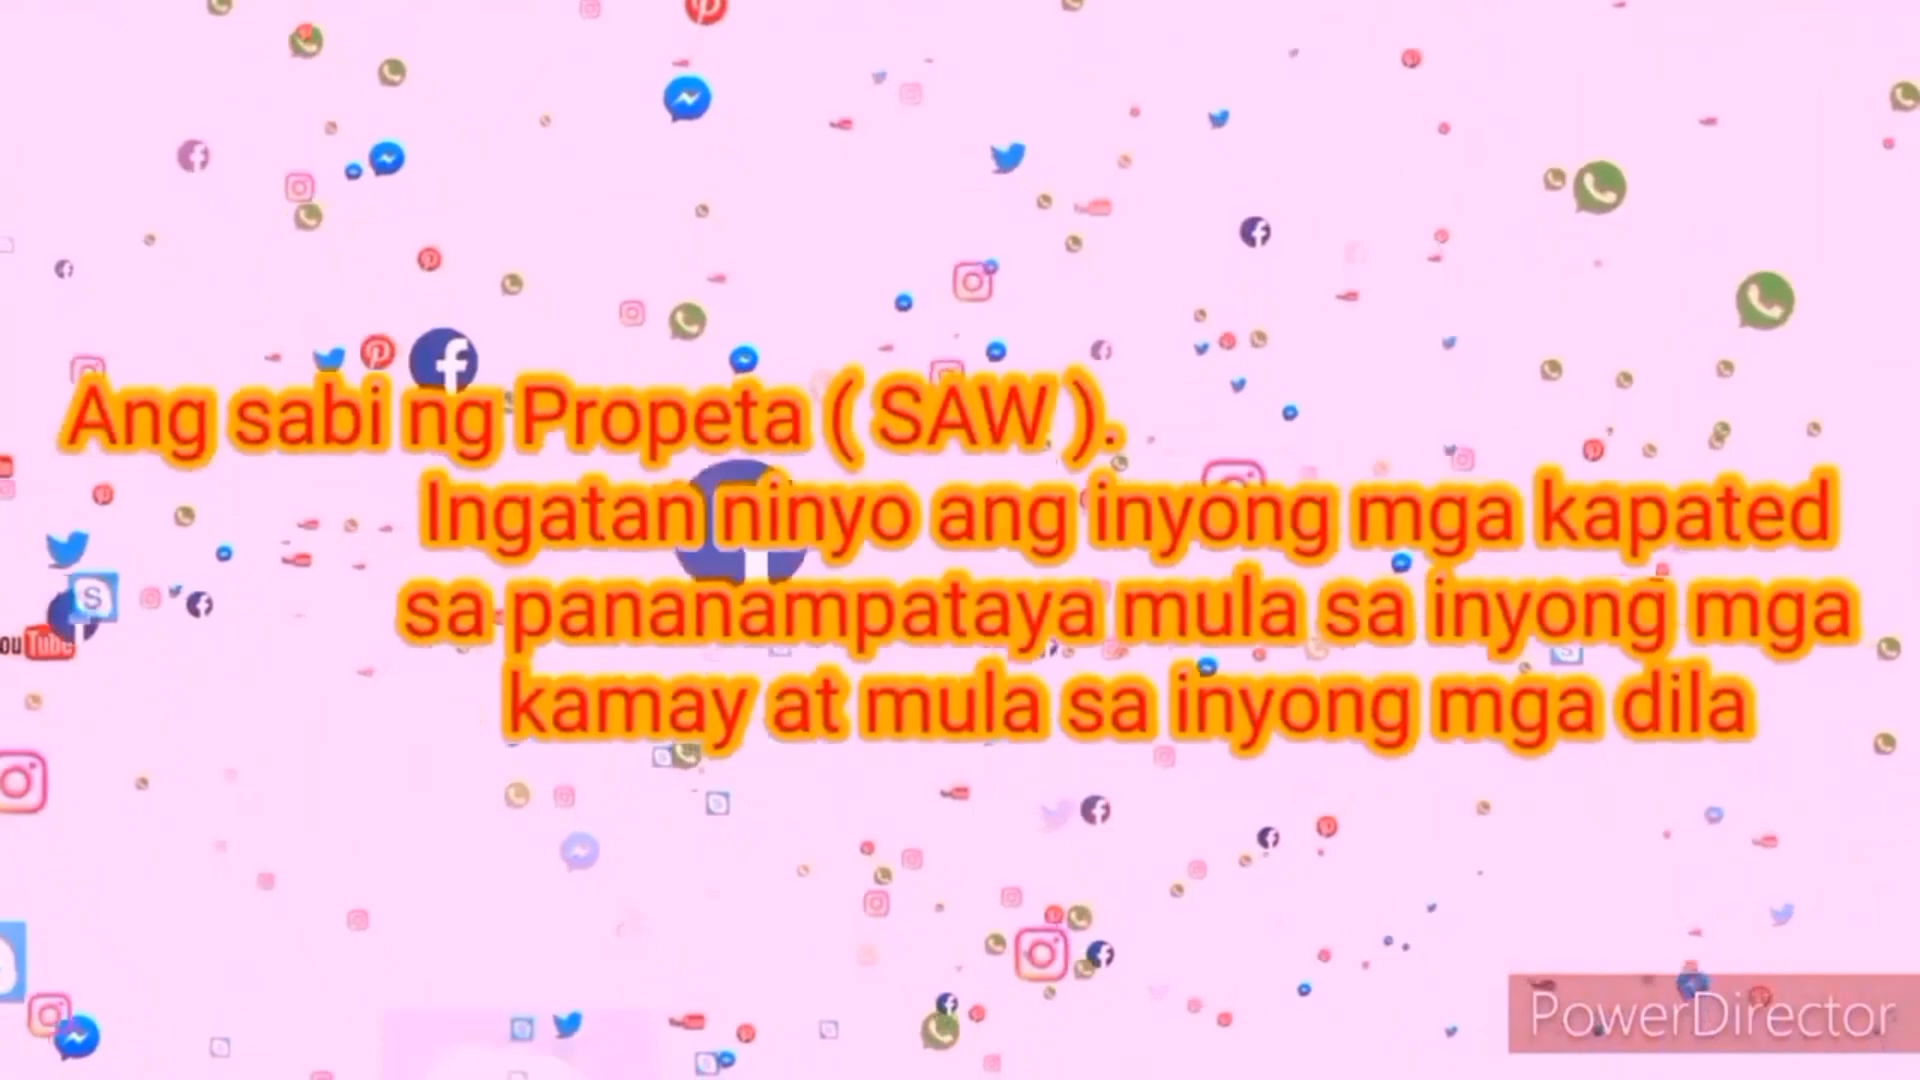 Ang sabi ng Propeta ( SAW ).
Ingatan ninyo ang inyong mga kapated
sa pananampataya mula sa inyong mga
kamay at mula sa inyong mga dila
ouTube
PowerDirector